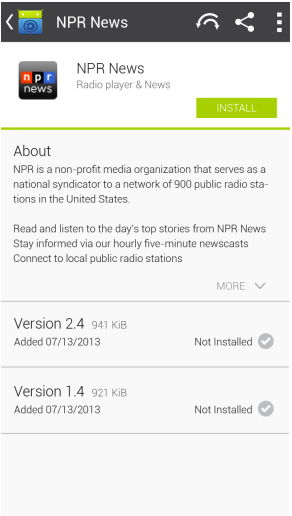 NPR News
npr
news
NPR News
Radio player & News
INSTALL
About
NPR is a non-profit media organization that serves as a
national syndicator to a network of 900 public radio sta-
tions in the United States.
Read and listen to the day's top stories from NPR News
Stay informed via our hourly five-minute newscasts
Connect to local public radio stations
MORE
Version 2.4 941 KiB
Added 07/13/2013 Not Installed
Version 1.4 921 KiB
Added 07/13/2013 Not Installed